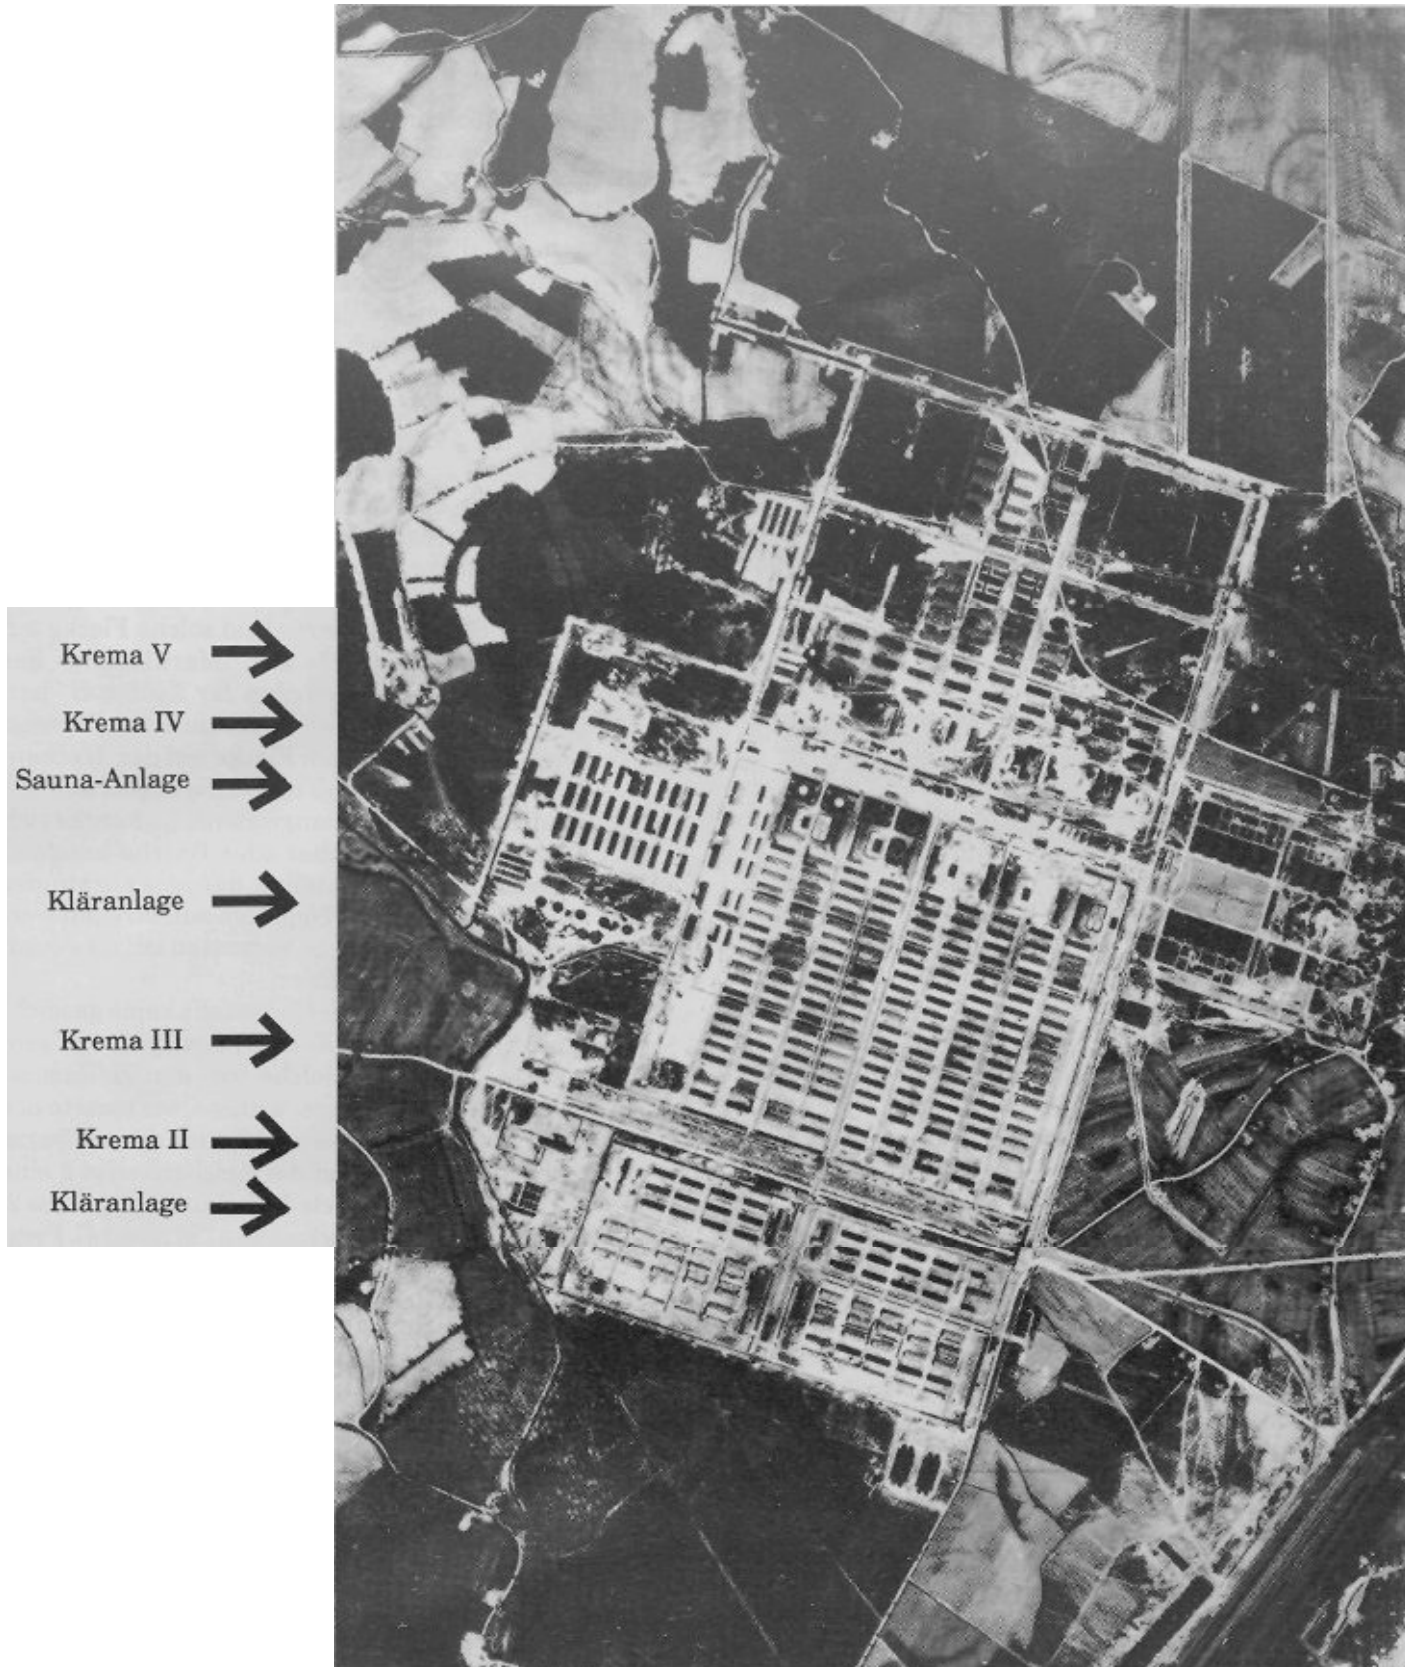 Krema V
Krema IV
Sauna-Anlage
Kläranlage
Krema III
Krema II
Kläranlage